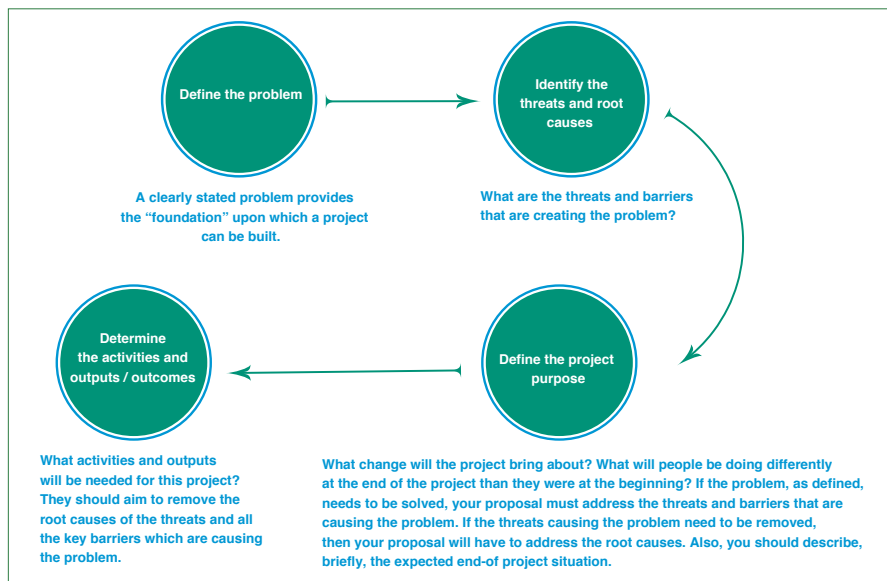 Define the problem
A clearly stated problem provides
the “foundation” upon which a project
can be built.
Identify the
threats and root
causes
What are the threats and barriers
that are creating the problem?
Define the project
purpose
What change will the project bring about? What will people be doing differently
at the end of the project than they were at the beginning? If the problem, as defined,
needs to be solved, your proposal must address the threats and barriers that are
causing the problem. If the threats causing the problem need to be removed,
then your proposal will have to address the root causes. Also, you should describe,
briefly, the expected end-of project situation.
Determine
the activities and
outputs / outcomes
What activities and outputs
will be needed for this project?
They should aim to remove the
root causes of the threats and all
the key barriers which are causing
the problem.